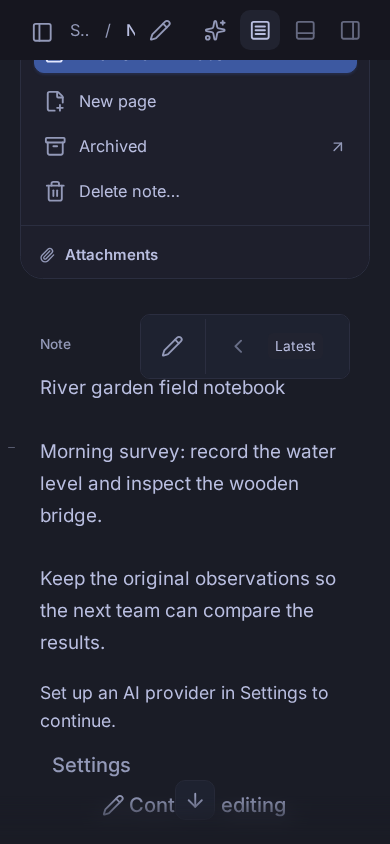 S.. / N
New page
Archived
Delete note...
Attachments
Note
Latest
River garden field notebook
Morning survey: record the water
level and inspect the wooden
bridge.
Keep the original observations so
the next team can compare the
results.
Set up an AI provider in Settings to
continue.
Settings
Cont editing